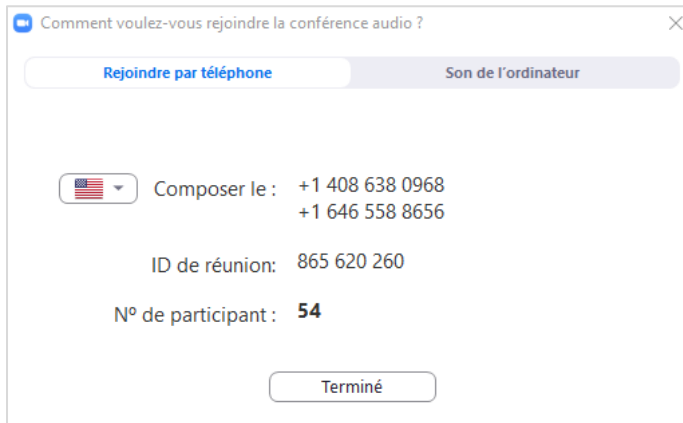 Comment voulez-vous rejoindre la conférence audio ?
Rejoindre par téléphone
Son de l'ordinateur
Composer le : +1 408 638 0968
+1 646 558 8656
ID de réunion: 865 620 260
Nº de participant : 54
Terminé